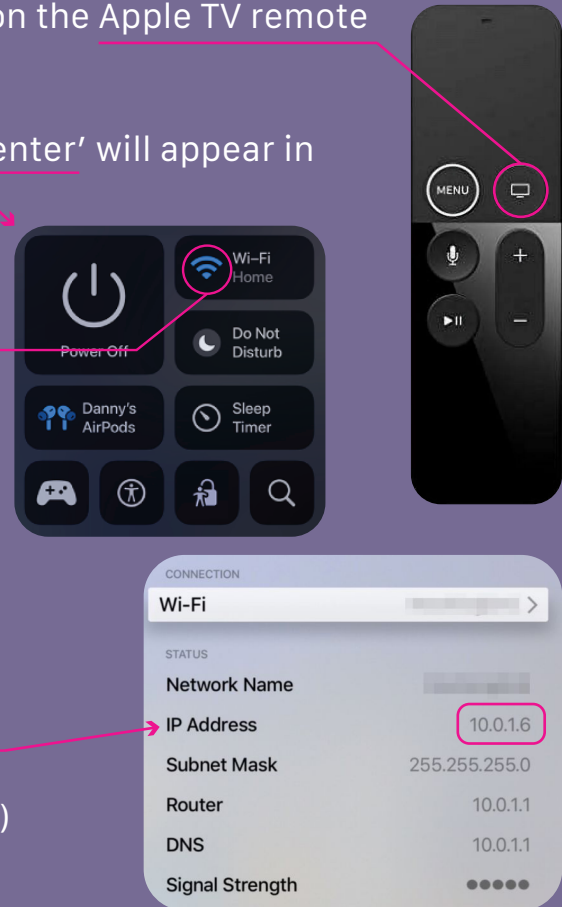 on the Apple TV remote
enter' will appear in
MENU
+
–
Wi-Fi
Home
Power Off
Do Not
Disturb
Danny's
AirPods
Sleep
Timer
CONNECTION
Wi-Fi
STATUS
Network Name
IP Address 10.0.1.6
Subnet Mask 255.255.255.0
)
Router 10.0.1.1
DNS 10.0.1.1
Signal Strength